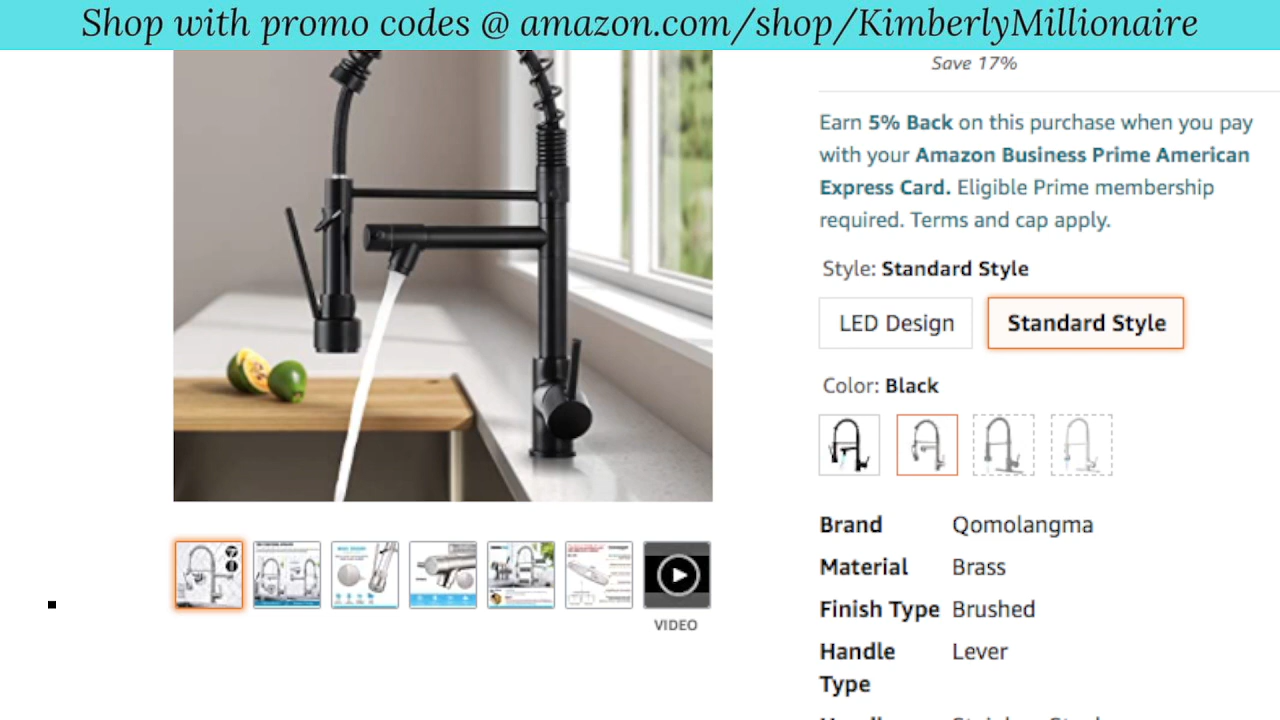 Shop with promo codes @ amazon.com/shop/KimberlyMillionaire
Save 17%
Earn 5% Back on this purchase when you pay
with your Amazon Business Prime American
Express Card. Eligible Prime membership
required. Terms and cap apply.
Style: Standard Style
LED Design
Standard Style
Color: Black
Brand Qomolangma
Material Brass
Finish Type Brushed
Handle Lever
Type
VIDEO